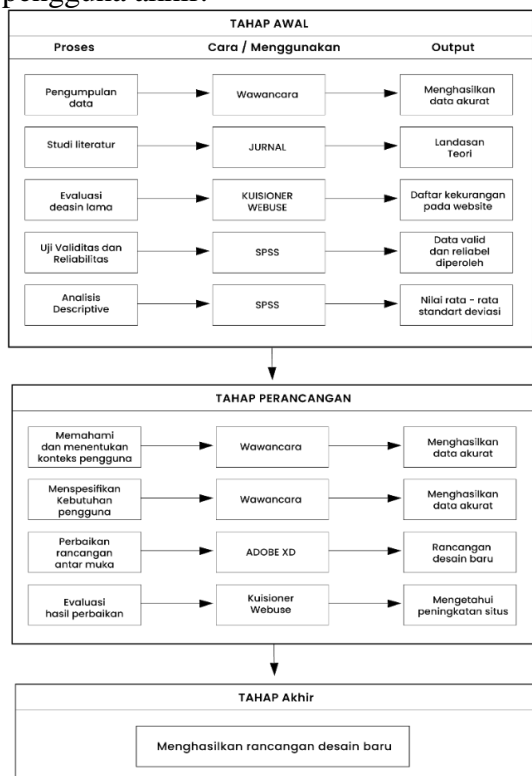 pengguna akhir.
TAHAP AWAL
Proses Cara / Menggunakan Output
Pengumpulan
data
Wawancara
Menghasilkan
data akurat
Studi literatur
JURNAL
Landasan
Teori
Evaluasi
deasin lama
KUISIONER
WEBUSE
Daftar kekurangan
pada website
Uji Validitas dan
Reliabilitas
SPSS
Data valid
dan reliabel
diperoleh
Analisis
Descriptive
SPSS
Nilai rata - rata
standart deviasi
TAHAP PERANCANGAN
Memahami
dan menentukan
konteks pengguna
Wawancara
Menghasilkan
data akurat
Menspesifikan
Kebutuhan
pengguna
Wawancara
Menghasilkan
data akurat
Perbaikan
rancangan
antar muka
ADOBE XD
Rancangan
desain baru
Evaluasi
hasil perbaikan
Kuisioner
Webuse
Mengetahui
peningkatan situs
TAHAP Akhir
Menghasilkan rancangan desain baru